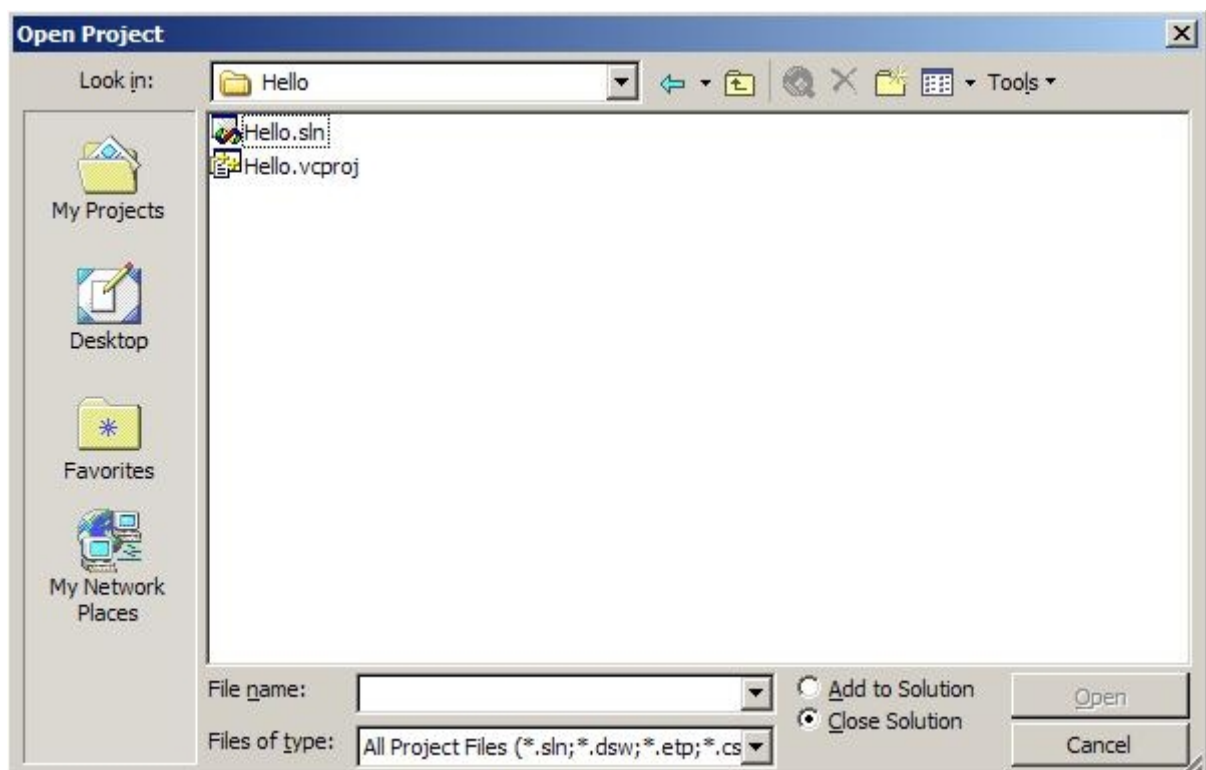 Open Project
Look in:
Hello
Tools
Hello.sln
Hello.vcproj
My Projects
Desktop
Favorites
My Network
Places
File name:
Add to Solution
Open
Close Solution
Files of type:
All Project Files (*.sln;*.dsw;*.etp;*.cs
Cancel